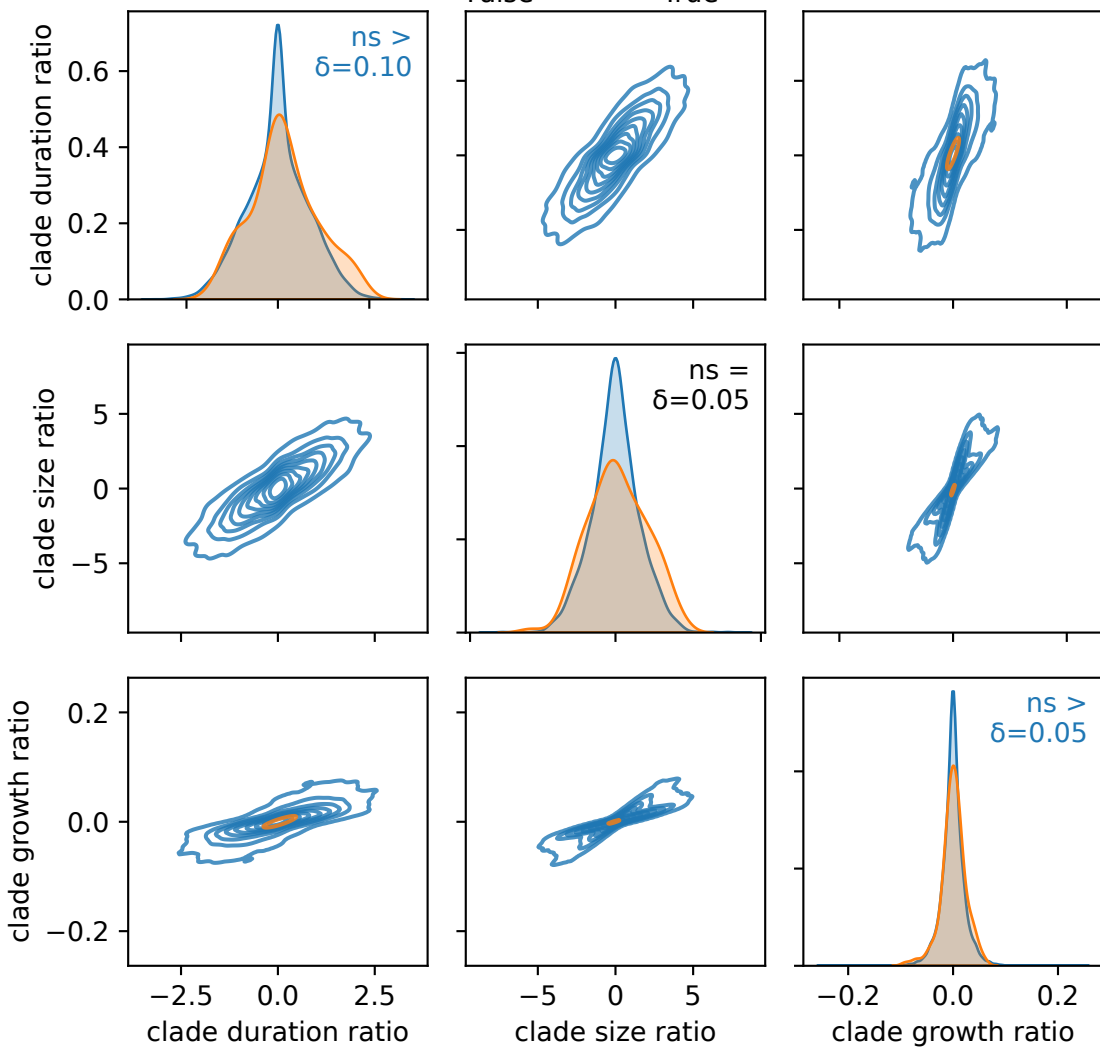 True
clade duration ratio
0.6
0.4
0.2
0.0
ns >
δ=0.10
clade size ratio
5
0
−5
ns =
δ=0.05
clade growth ratio
0.2
0.0
−0.2
ns >
δ=0.05
−2.5 0.0 2.5
−5 0 5
−0.2 0.0 0.2
clade duration ratio
clade size ratio
clade growth ratio